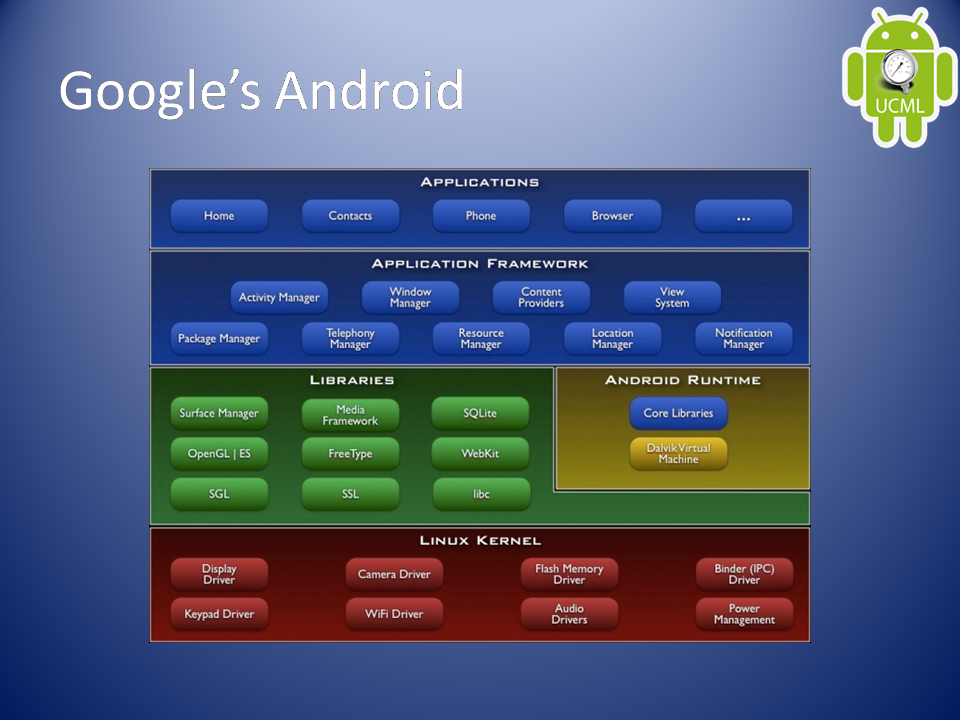 Google’s Android
UCML
APPLICATIONS
Home
Contacts
Phone
Browser
...
APPLICATION FRAMEWORK
Activity Manager
Window
Manager
Content
Providers
View
System
Package Manager
Telephony
Manager
Resource
Manager
Location
Manager
Notification
Manager
LIBRARIES
Surface Manager
Media
Framework
SQLite
OpenGL | ES
FreeType
WebKit
SGL
SSL
libc
ANDROID RUNTIME
Core Libraries
Dalvik Virtual
Machine
LINUX KERNEL
Display
Driver
Camera Driver
Flash Memory
Driver
Binder (IPC)
Driver
Keypad Driver
WiFi Driver
Audio
Drivers
Power
Management